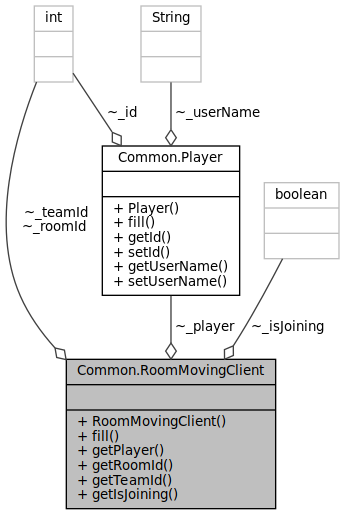 int
String
~_id
~_userName
Common.Player
+ Player()
+ fill()
+ getId()
+ setId()
+ getUserName()
+ setUserName()
boolean
~_teamId
~_roomId
~_player
~_isJoining
Common.RoomMovingClient
+ RoomMovingClient()
+ fill()
+ getPlayer()
+ getRoomId()
+ getTeamId()
+ getIsJoining()